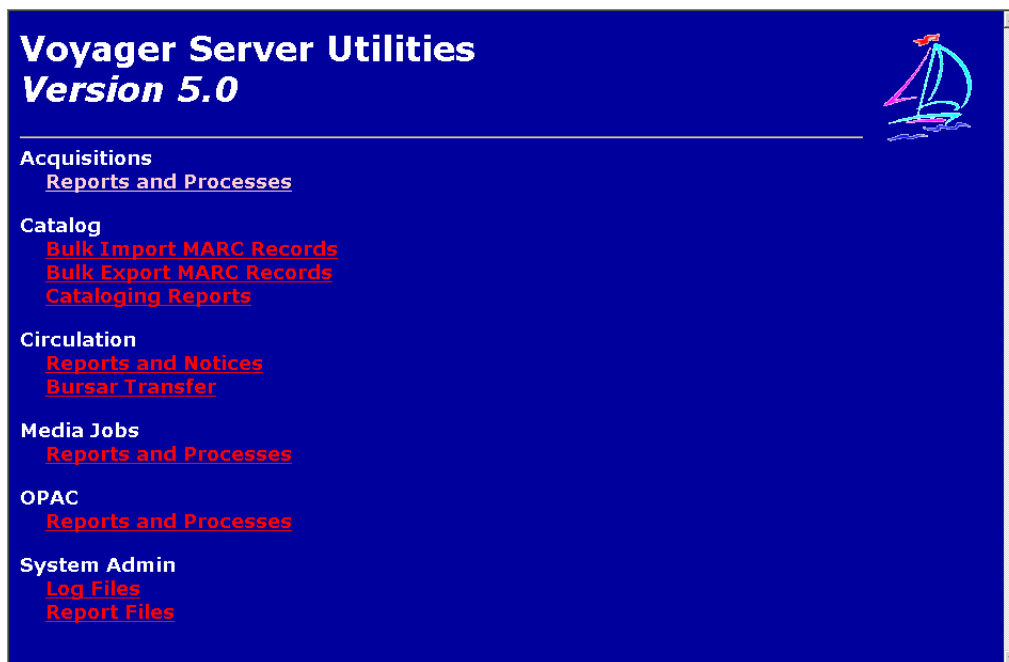 Voyager Server Utilities
Version 5.0
Acquisitions
Reports and Processes
Catalog
Bulk Import MARC Records
Bulk Export MARC Records
Cataloging Reports
Circulation
Reports and Notices
Bursar Transfer
Media Jobs
Reports and Processes
OPAC
Reports and Processes
System Admin
Log Files
Report Files